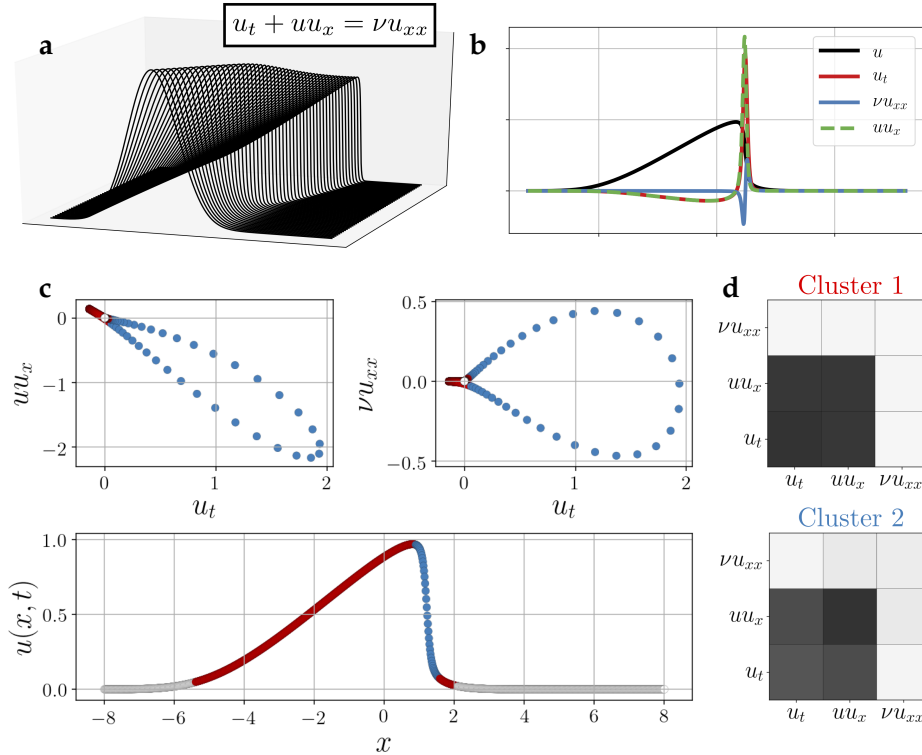 a
u_t + uu_x = νu_xx
b
u
u_t
νu_xx
uu_x
c
0
−1
−2
uu_x
0
1
2
u_t
0.5
0.0
−0.5
νu_xx
0
1
2
u_t
d
Cluster 1
νu_xx
uu_x
u_t
u_t uu_x νu_xx
1.0
0.5
0.0
u(x, t)
−8 −6 −4 −2 0 2 4 6 8
x
Cluster 2
νu_xx
uu_x
u_t
u_t uu_x νu_xx